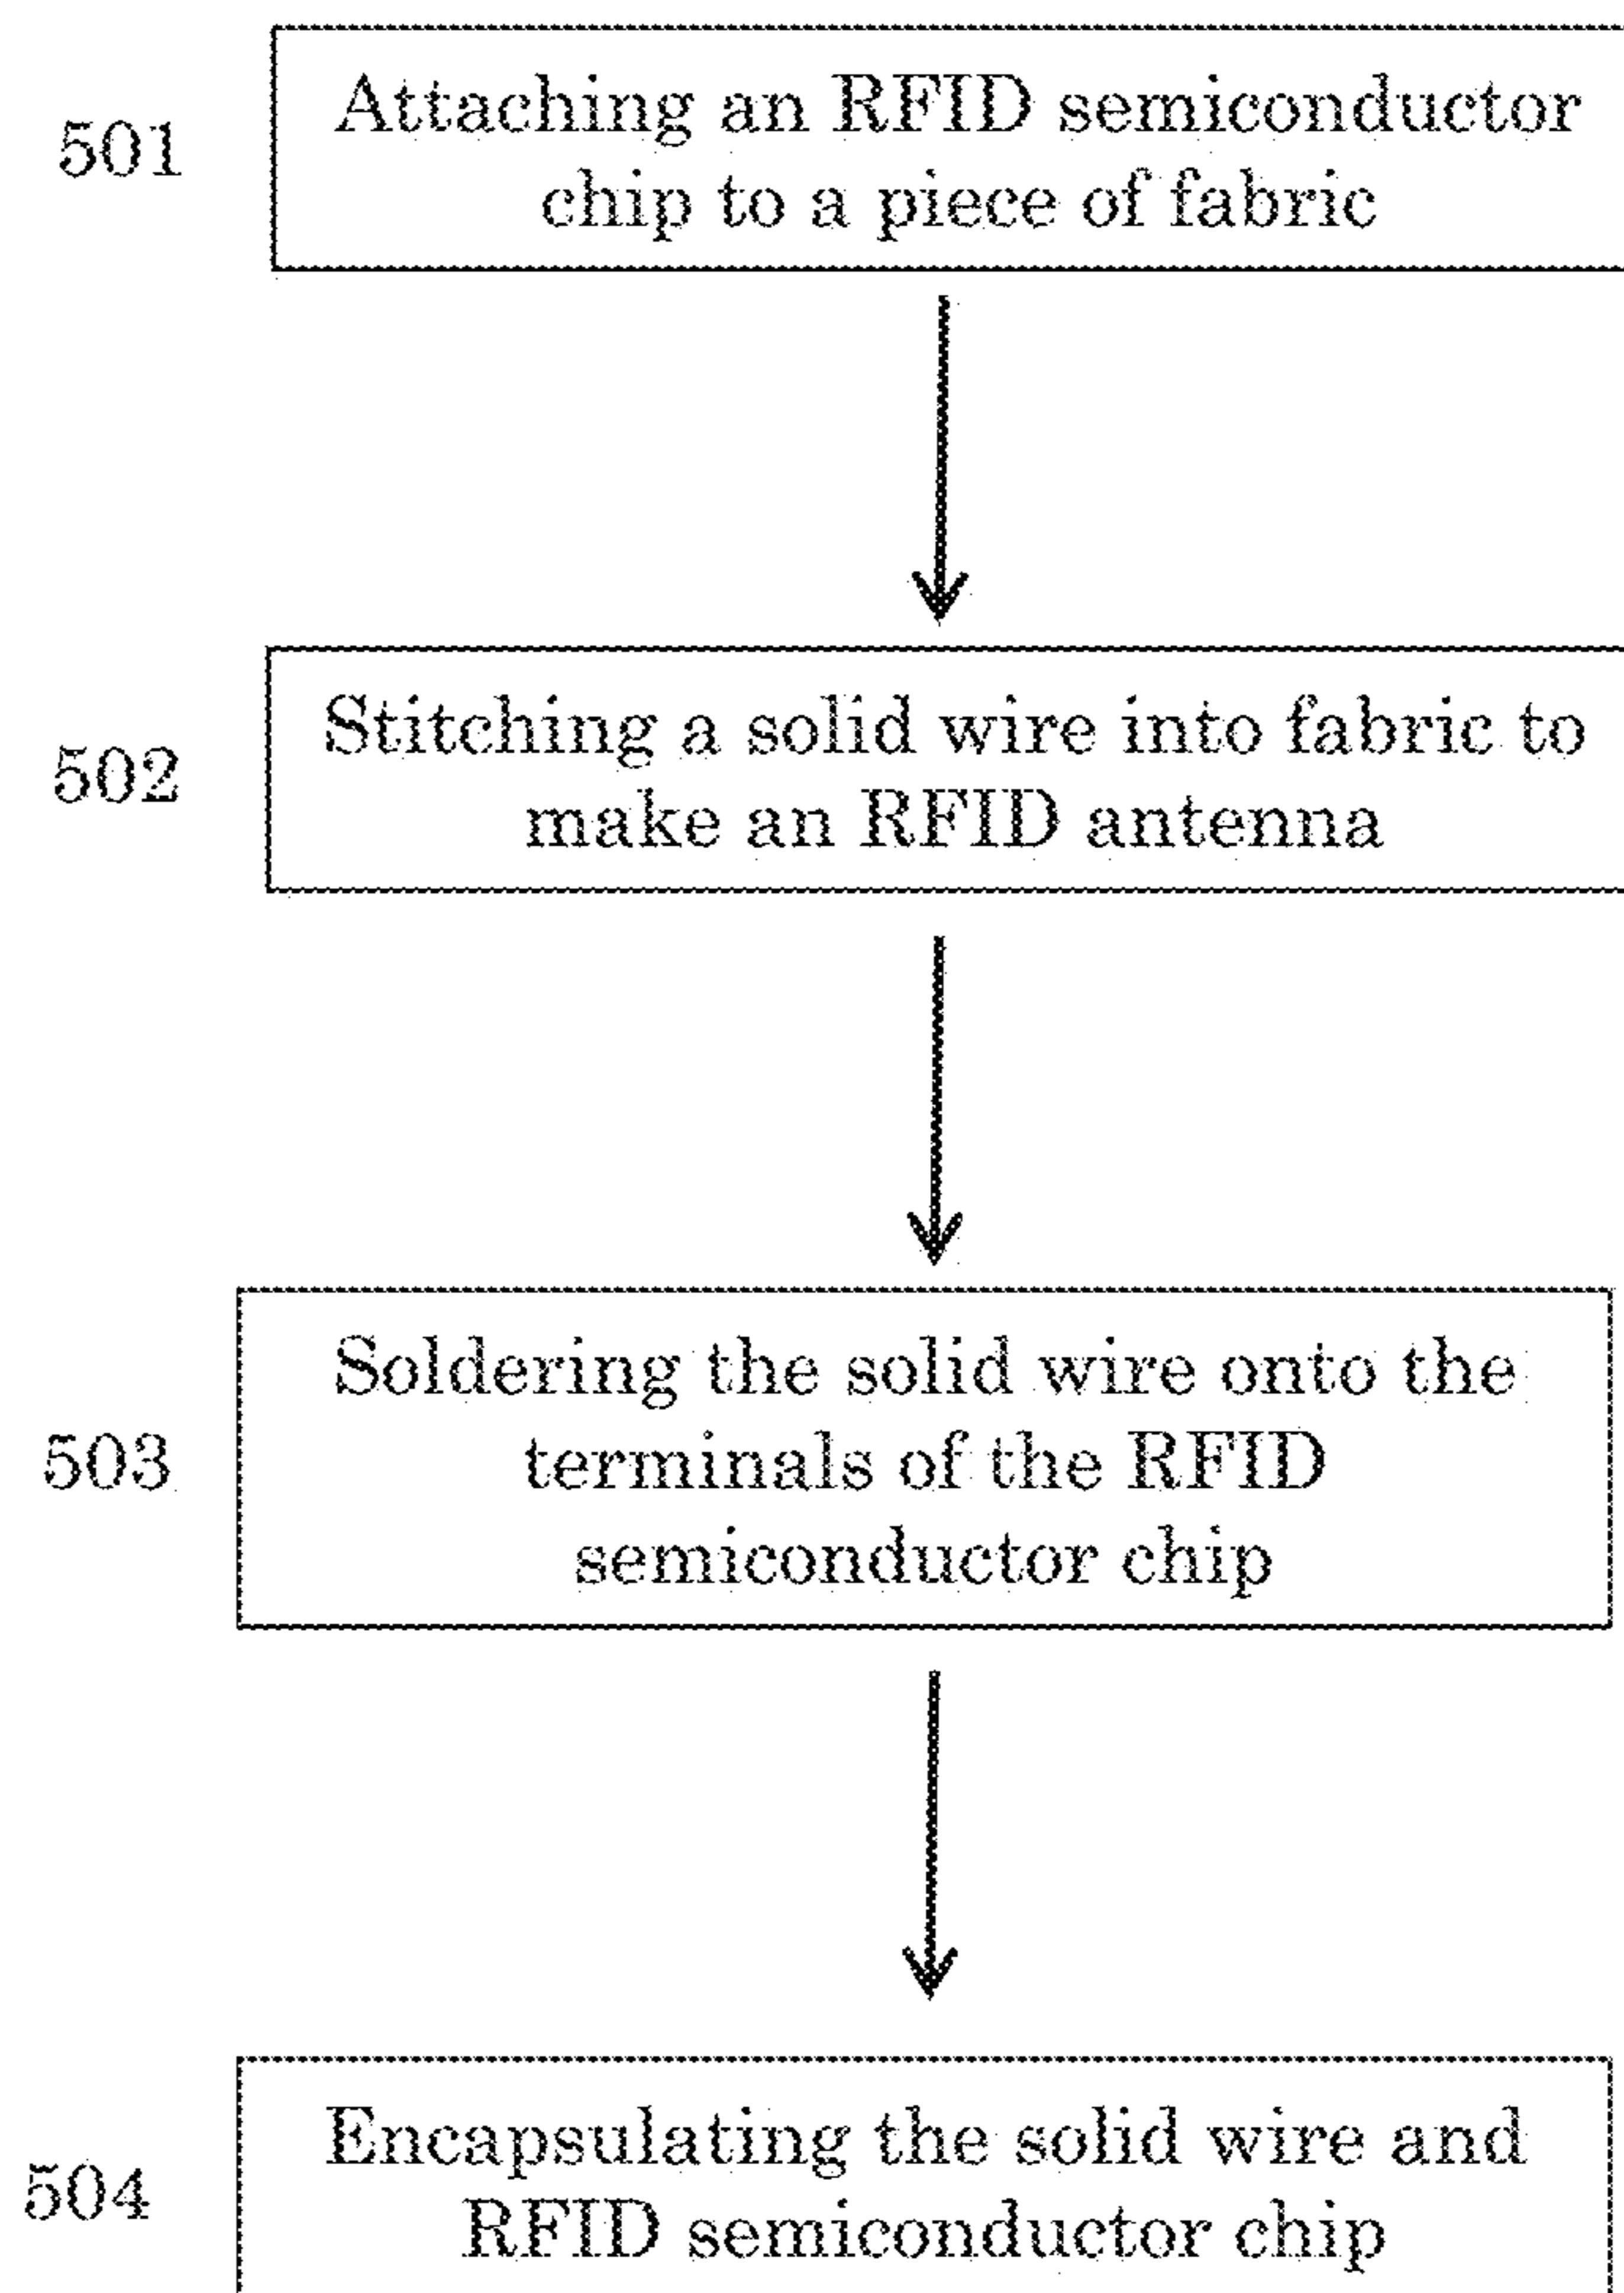 501
Attaching an RFID semiconductor
chip to a piece of fabric
502
Stitching a solid wire into fabric to
make an RFID antenna
503
Soldering the solid wire onto the
terminals of the RFID
semiconductor chip
504
Encapsulating the solid wire and
RFID semiconductor chip